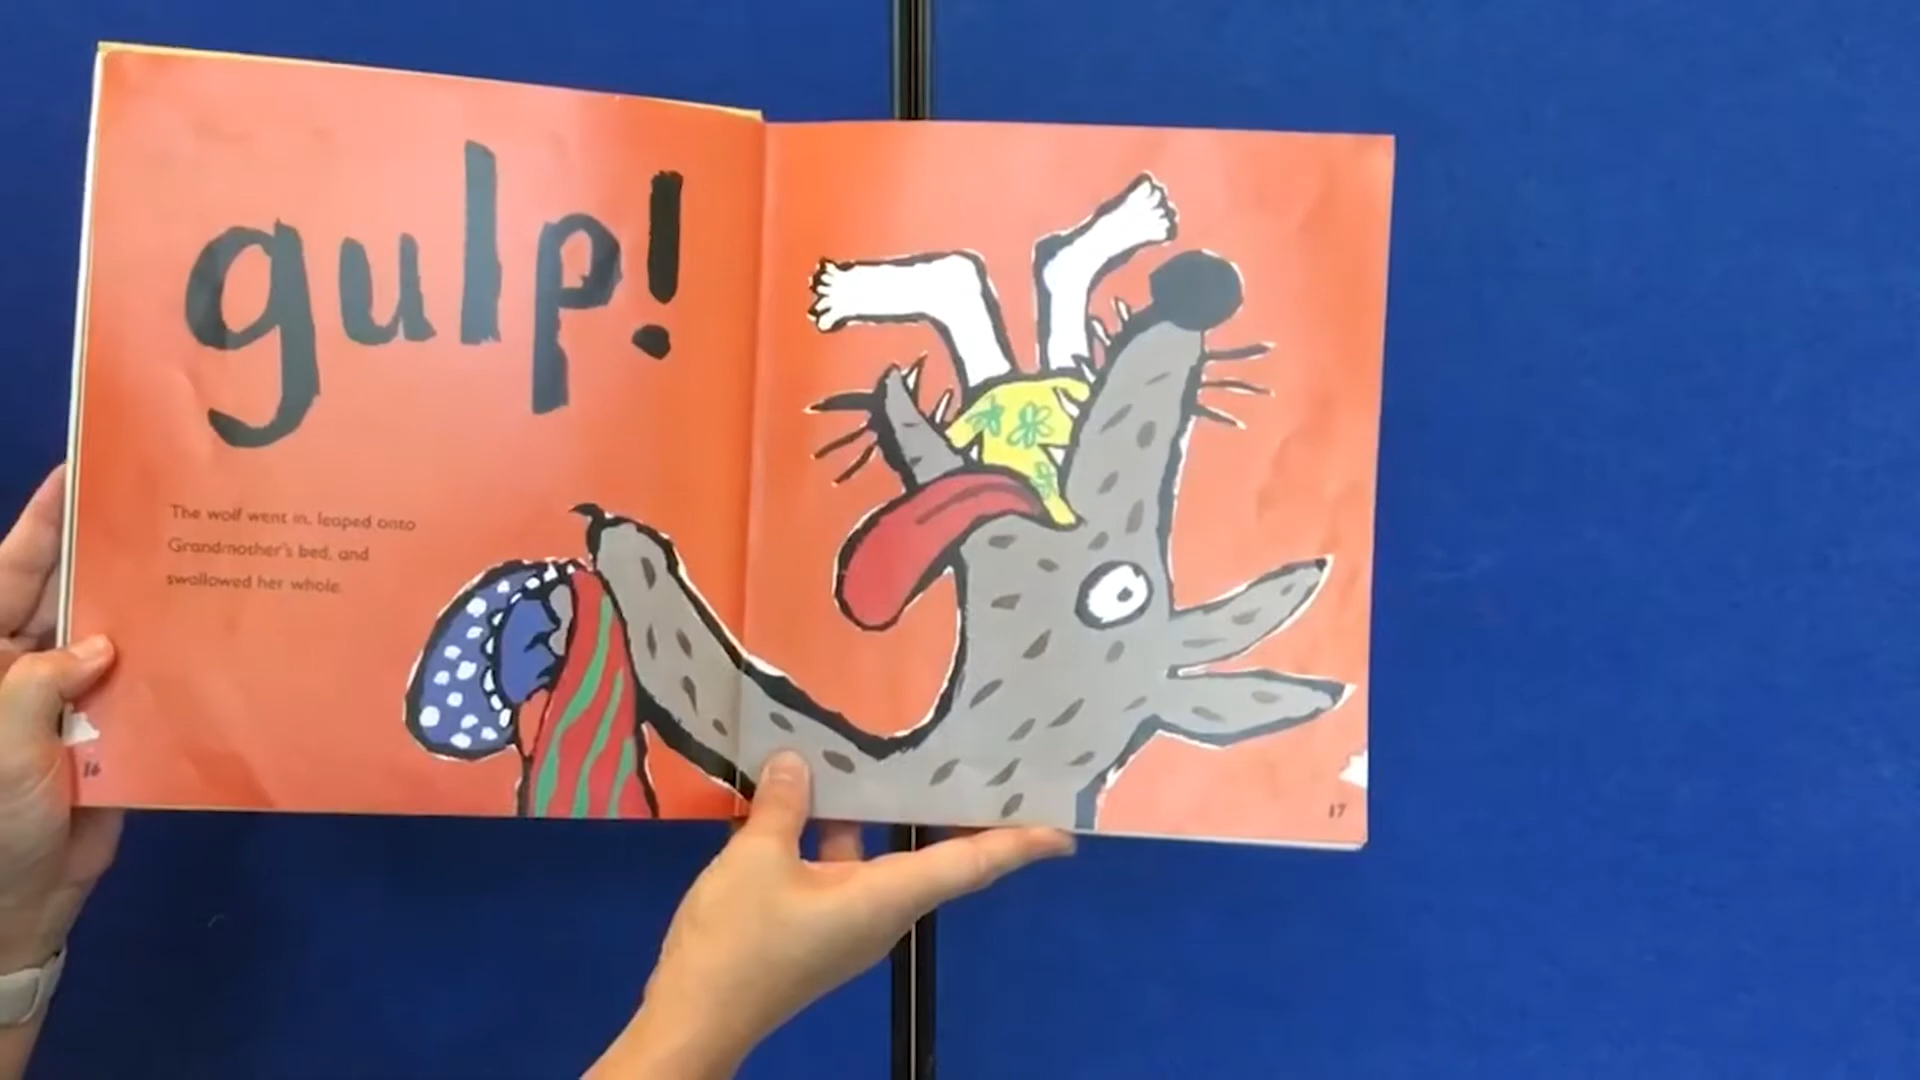 gulp!
The wolf went in, leaped onto
Grandmother's bed, and
swallowed her whole.
16
17